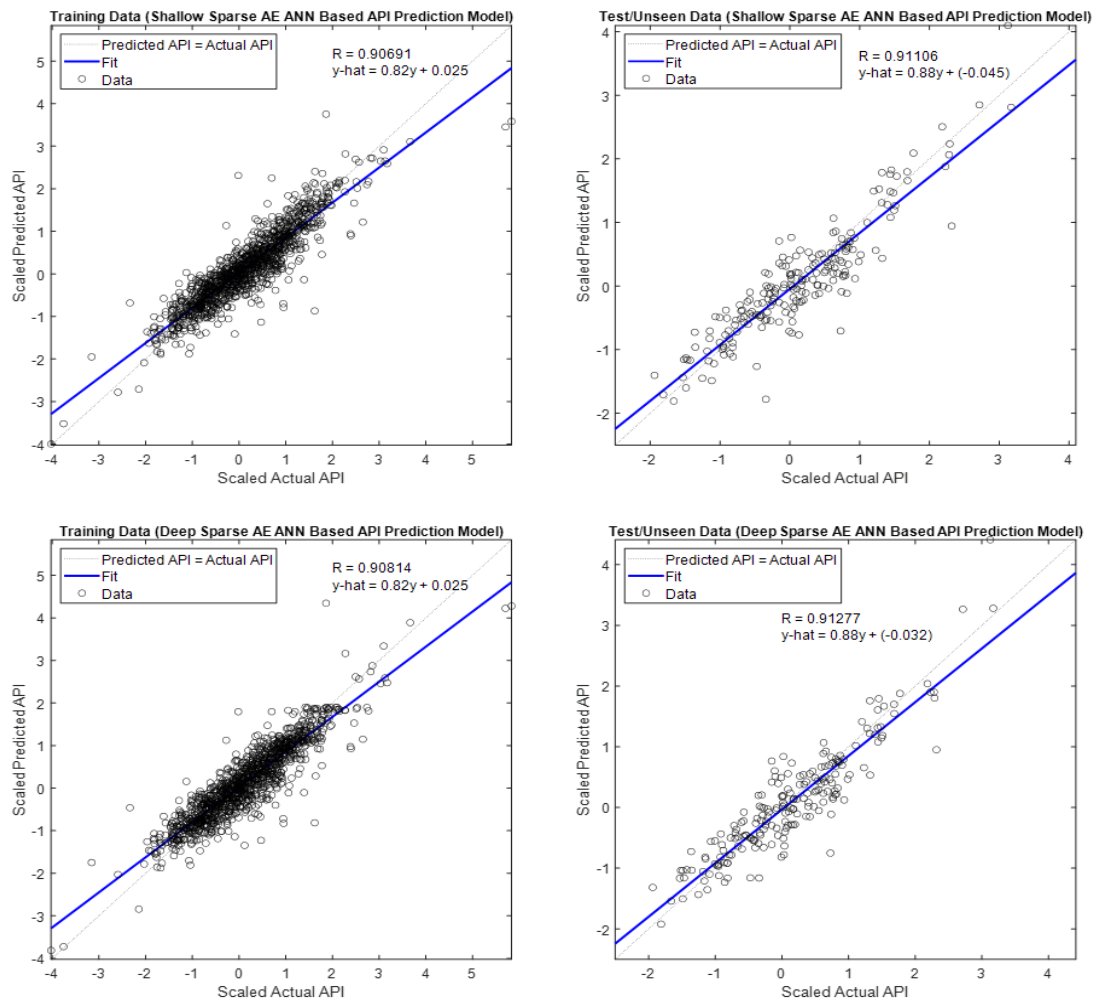 Training Data (Shallow Sparse AE ANN Based API Prediction Model)
Predicted API = Actual API
Fit
Data
R = 0.90691
y-hat = 0.82y + 0.025
5
4
3
2
1
0
-1
-2
-3
-4
Scaled Predicted API
-4 -3 -2 -1 0 1 2 3 4 5
Scaled Actual API
Test/Unseen Data (Shallow Sparse AE ANN Based API Prediction Model)
Predicted API = Actual API
Fit
Data
R = 0.91106
y-hat = 0.88y + (-0.045)
4
3
2
1
0
-1
-2
Scaled Predicted API
-2 -1 0 1 2 3 4
Scaled Actual API
Training Data (Deep Sparse AE ANN Based API Prediction Model)
Predicted API = Actual API
Fit
Data
R = 0.90814
y-hat = 0.82y + 0.025
5
4
3
2
1
0
-1
-2
-3
-4
Scaled Predicted API
-4 -3 -2 -1 0 1 2 3 4 5
Scaled Actual API
Test/Unseen Data (Deep Sparse AE ANN Based API Prediction Model)
Predicted API = Actual API
Fit
Data
R = 0.91277
y-hat = 0.88y + (-0.032)
4
3
2
1
0
-1
-2
Scaled Predicted API
-2 -1 0 1 2 3 4
Scaled Actual API